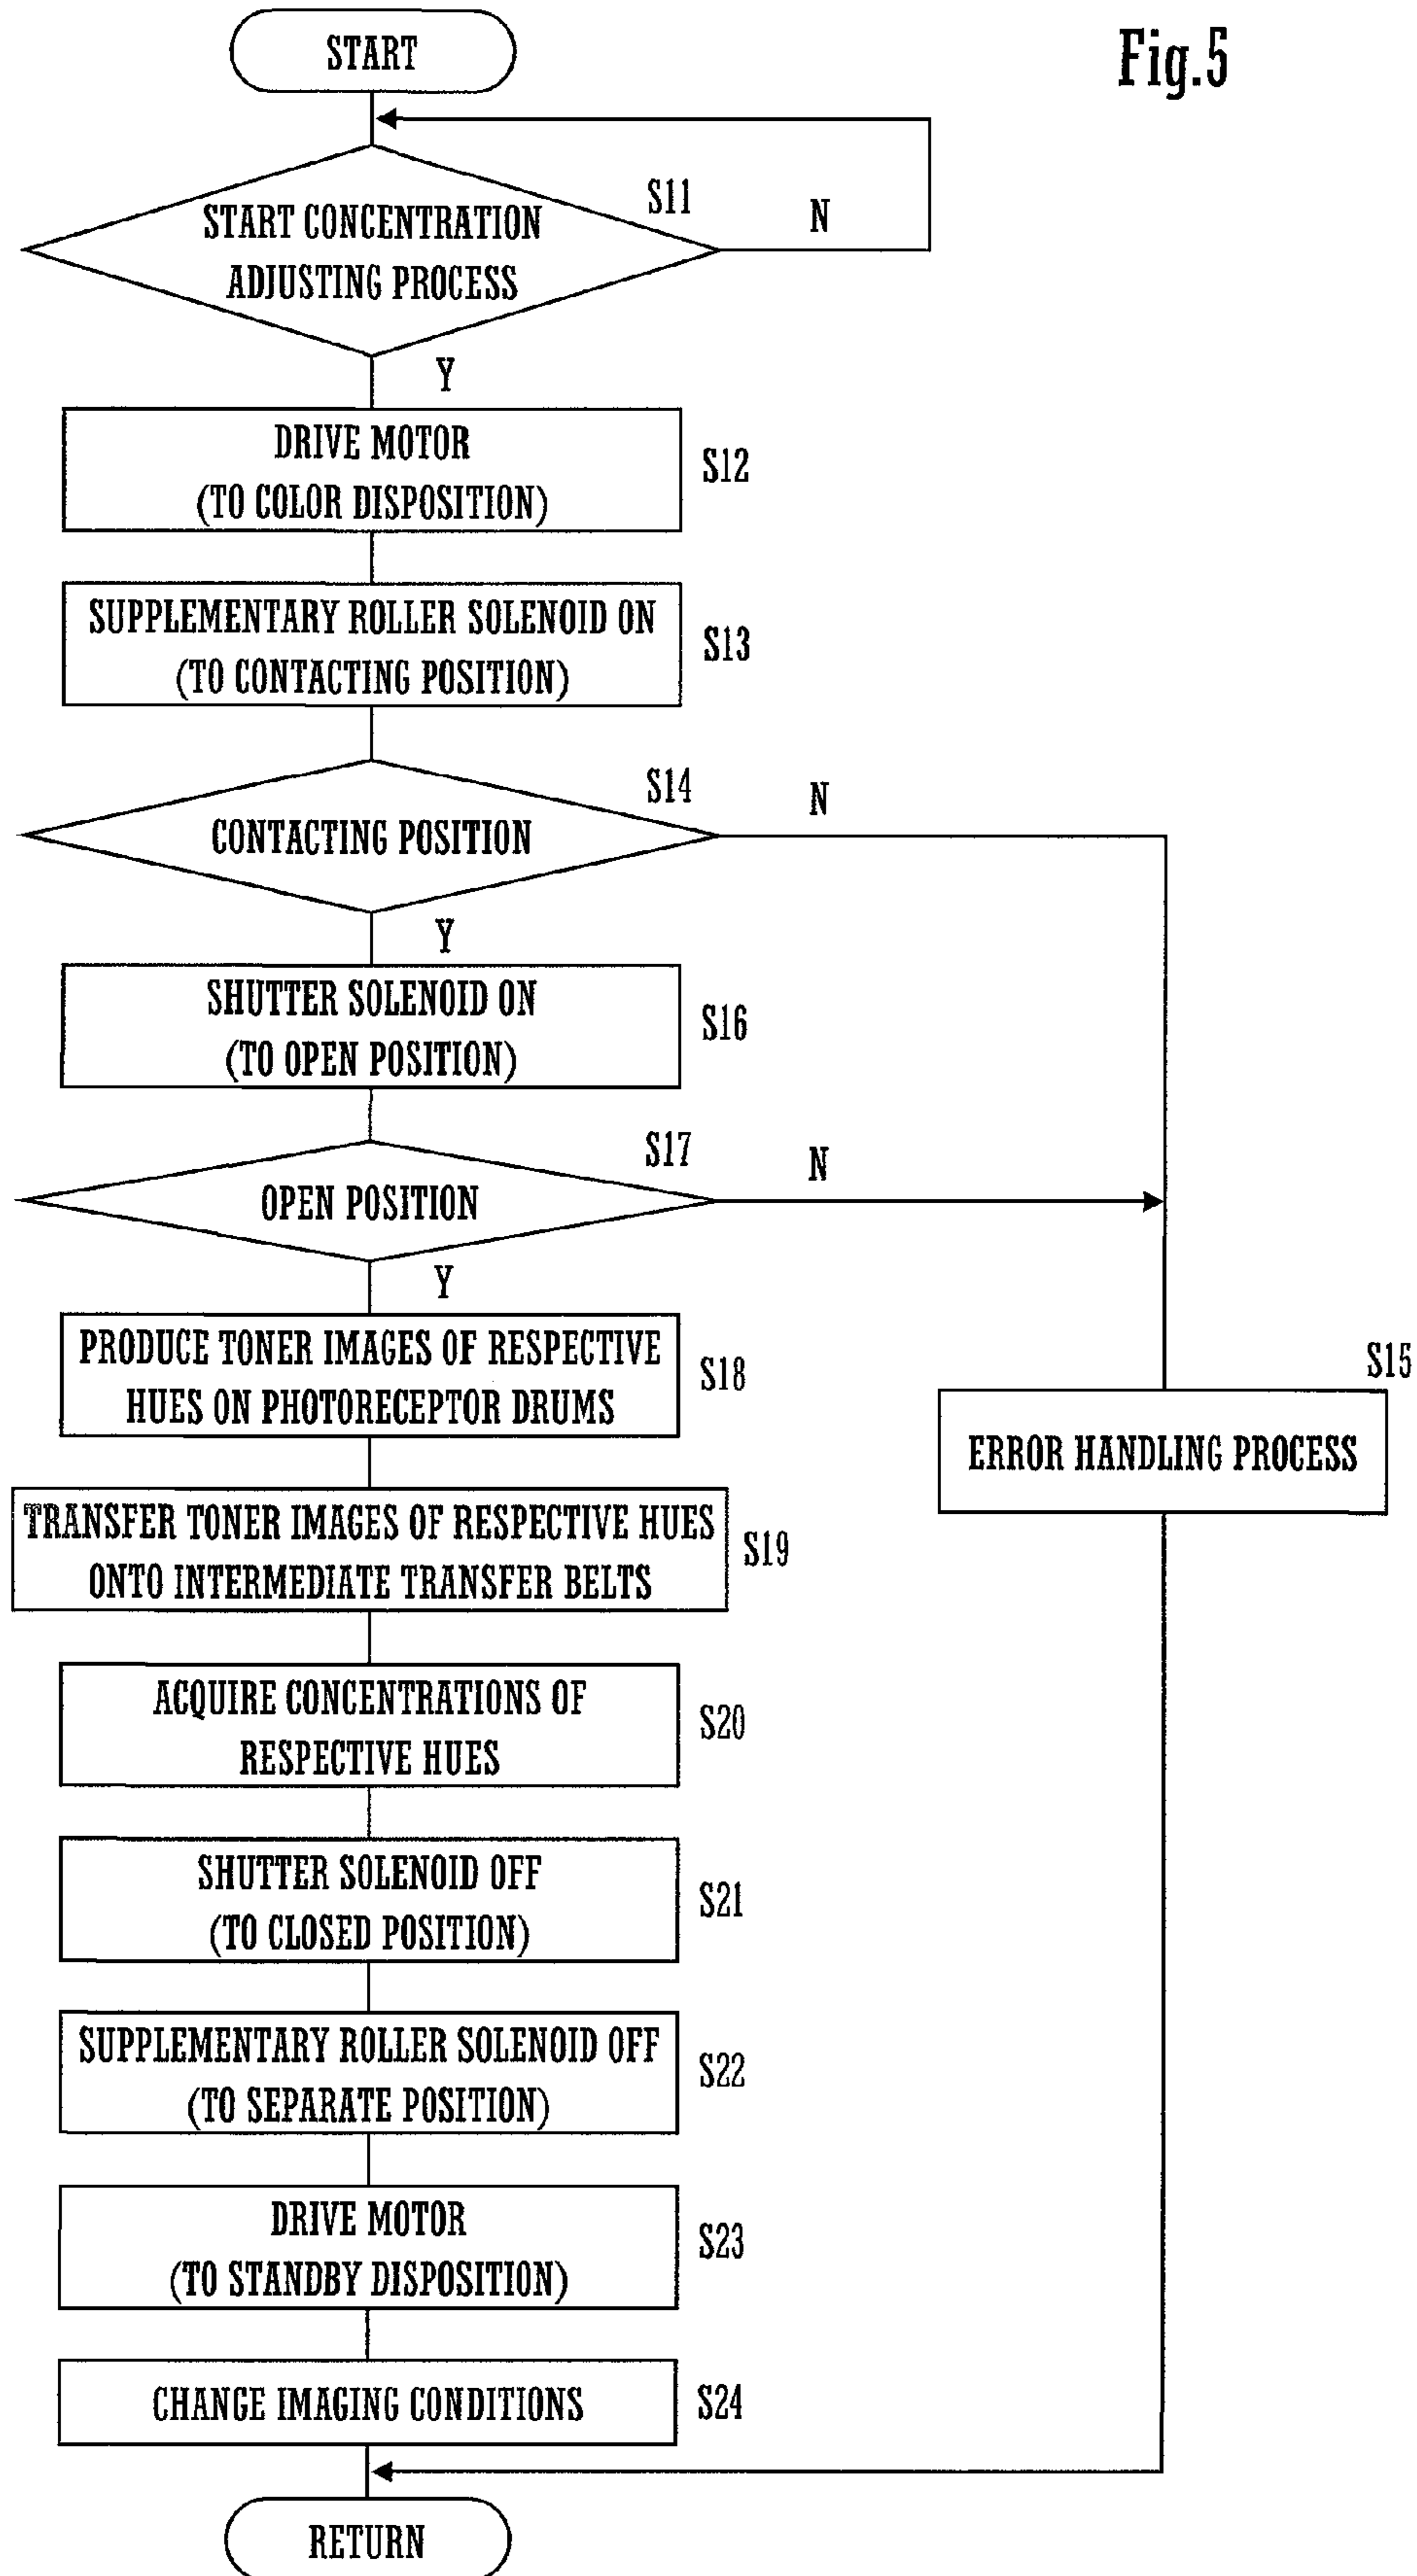 Fig.5
START
S11
START CONCENTRATION
ADJUSTING PROCESS
N
Y
DRIVE MOTOR
(TO COLOR DISPOSITION)
S12
SUPPLEMENTARY ROLLER SOLENOID ON
(TO CONTACTING POSITION)
S13
S14
CONTACTING POSITION
N
Y
SHUTTER SOLENOID ON
(TO OPEN POSITION)
S16
S17
OPEN POSITION
N
Y
PRODUCE TONER IMAGES OF RESPECTIVE
HUES ON PHOTORECEPTOR DRUMS
S18
S15
ERROR HANDLING PROCESS
TRANSFER TONER IMAGES OF RESPECTIVE HUES
ONTO INTERMEDIATE TRANSFER BELTS
S19
ACQUIRE CONCENTRATIONS OF
RESPECTIVE HUES
S20
SHUTTER SOLENOID OFF
(TO CLOSED POSITION)
S21
SUPPLEMENTARY ROLLER SOLENOID OFF
(TO SEPARATE POSITION)
S22
DRIVE MOTOR
(TO STANDBY DISPOSITION)
S23
CHANGE IMAGING CONDITIONS
S24
RETURN